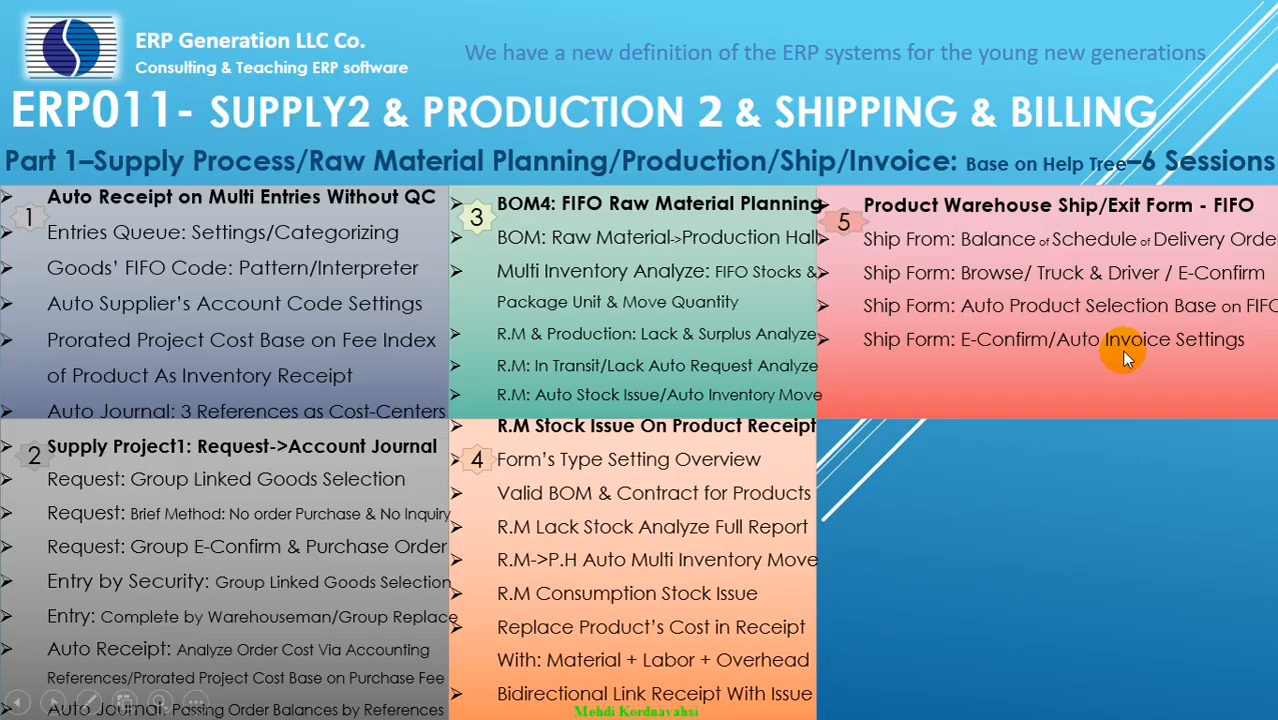 ERP Generation LLC Co.
Consulting & Teaching ERP software
We have a new definition of the ERP systems for the young new generations
ERP011- SUPPLY2 & PRODUCTION 2 & SHIPPING & BILLING
Part 1–Supply Process/Raw Material Planning/Production/Ship/Invoice: Base on Help Tree–6 Sessions
1
Auto Receipt on Multi Entries Without QC
Entries Queue: Settings/Categorizing
Goods’ FIFO Code: Pattern/Interpreter
Auto Supplier’s Account Code Settings
Prorated Project Cost Base on Fee Index
of Product As Inventory Receipt
Auto Journal: 3 References as Cost-Centers
2
Supply Project1: Request->Account Journal
Request: Group Linked Goods Selection
Request: Brief Method: No order Purchase & No Inquiry
Request: Group E-Confirm & Purchase Order
Entry by Security: Group Linked Goods Selection
Entry: Complete by Warehouseman/Group Replace
Auto Receipt: Analyze Order Cost Via Accounting
References/Prorated Project Cost Base on Purchase Fee
Auto Journal: Passing Order Balances by References
3
BOM4: FIFO Raw Material Planning
BOM: Raw Material->Production Hall
Multi Inventory Analyze: FIFO Stocks &
Package Unit & Move Quantity
R.M & Production: Lack & Surplus Analyze
R.M: In Transit/Lack Auto Request Analyze
R.M: Auto Stock Issue/Auto Inventory Move
4
R.M Stock Issue On Product Receipt
Form’s Type Setting Overview
Valid BOM & Contract for Products
R.M Lack Stock Analyze Full Report
R.M->P.H Auto Multi Inventory Move
R.M Consumption Stock Issue
Replace Product’s Cost in Receipt
With: Material + Labor + Overhead
Bidirectional Link Receipt With Issue
5
Product Warehouse Ship/Exit Form - FIFO
Ship From: Balance of Schedule of Delivery Orde
Ship Form: Browse/ Truck & Driver / E-Confirm
Ship Form: Auto Product Selection Base on FIFO
Ship Form: E-Confirm/Auto Invoice Settings
Mehdi Kordnavahsi